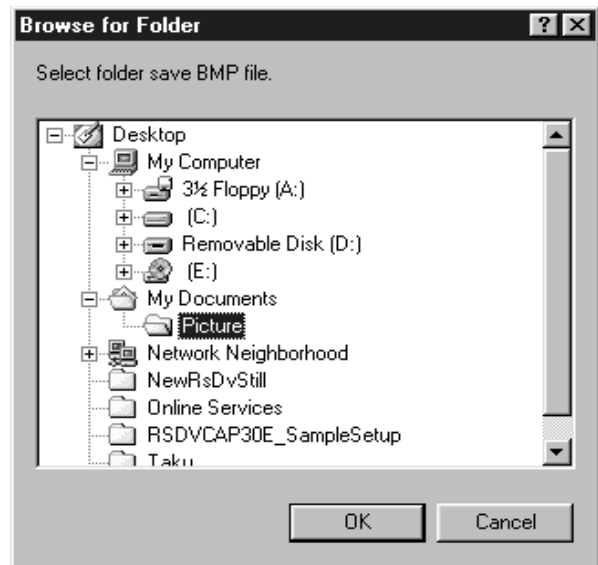 Browse for Folder
Select folder save BMP file.
Desktop
My Computer
3½ Floppy (A:)
(C:)
Removable Disk (D:)
(E:)
My Documents
Picture
Network Neighborhood
NewRsDvStill
Online Services
RSDVCAP30E_SampleSetup
Taku
OK Cancel